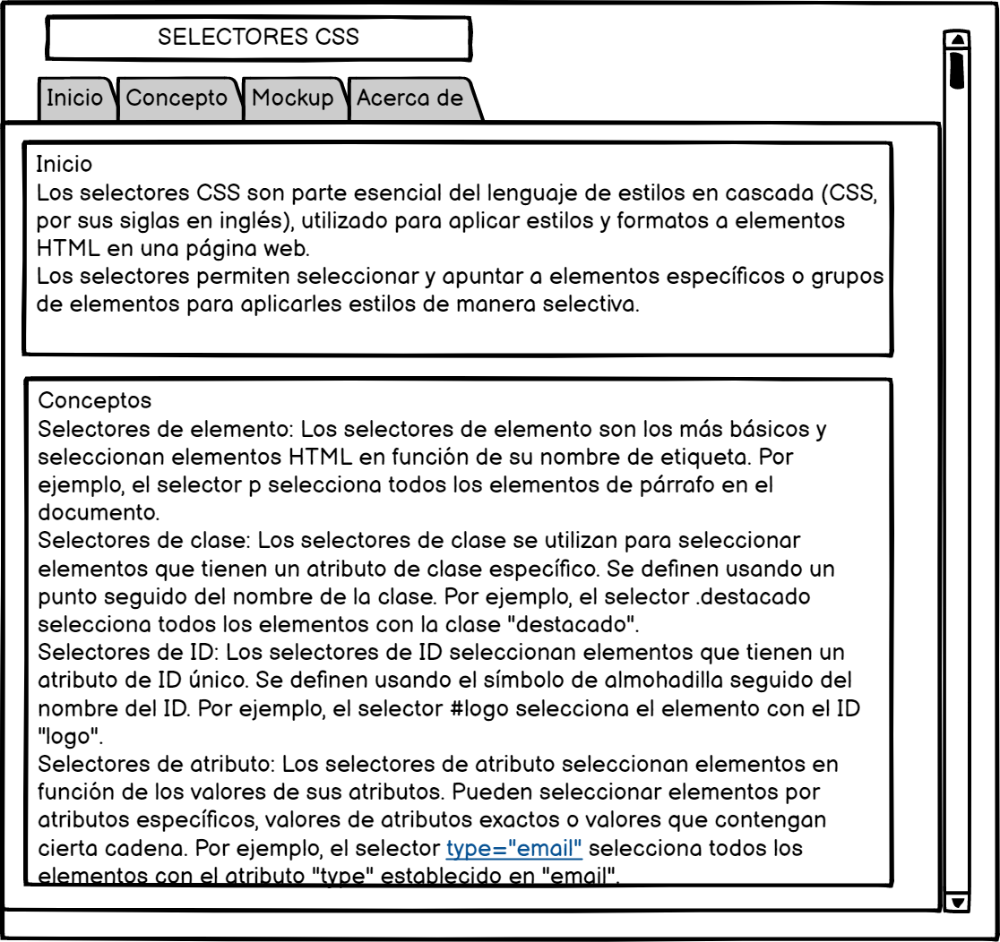 SELECTORES CSS
Inicio
Concepto
Mockup
Acerca de
Inicio
Los selectores CSS son parte esencial del lenguaje de estilos en cascada (CSS,
por sus siglas en inglés), utilizado para aplicar estilos y formatos a elementos
HTML en una página web.
Los selectores permiten seleccionar y apuntar a elementos específicos o grupos
de elementos para aplicarles estilos de manera selectiva.
Conceptos
Selectores de elemento: Los selectores de elemento son los más básicos y
seleccionan elementos HTML en función de su nombre de etiqueta. Por
ejemplo, el selector p selecciona todos los elementos de párrafo en el
documento.
Selectores de clase: Los selectores de clase se utilizan para seleccionar
elementos que tienen un atributo de clase específico. Se definen usando un
punto seguido del nombre de la clase. Por ejemplo, el selector .destacado
selecciona todos los elementos con la clase "destacado".
Selectores de ID: Los selectores de ID seleccionan elementos que tienen un
atributo de ID único. Se definen usando el símbolo de almohadilla seguido del
nombre del ID. Por ejemplo, el selector #logo selecciona el elemento con el ID
"logo".
Selectores de atributo: Los selectores de atributo seleccionan elementos en
función de los valores de sus atributos. Pueden seleccionar elementos por
atributos específicos, valores de atributos exactos o valores que contengan
cierta cadena. Por ejemplo, el selector type="email" selecciona todos los
elementos con el atributo "type" establecido en "email".